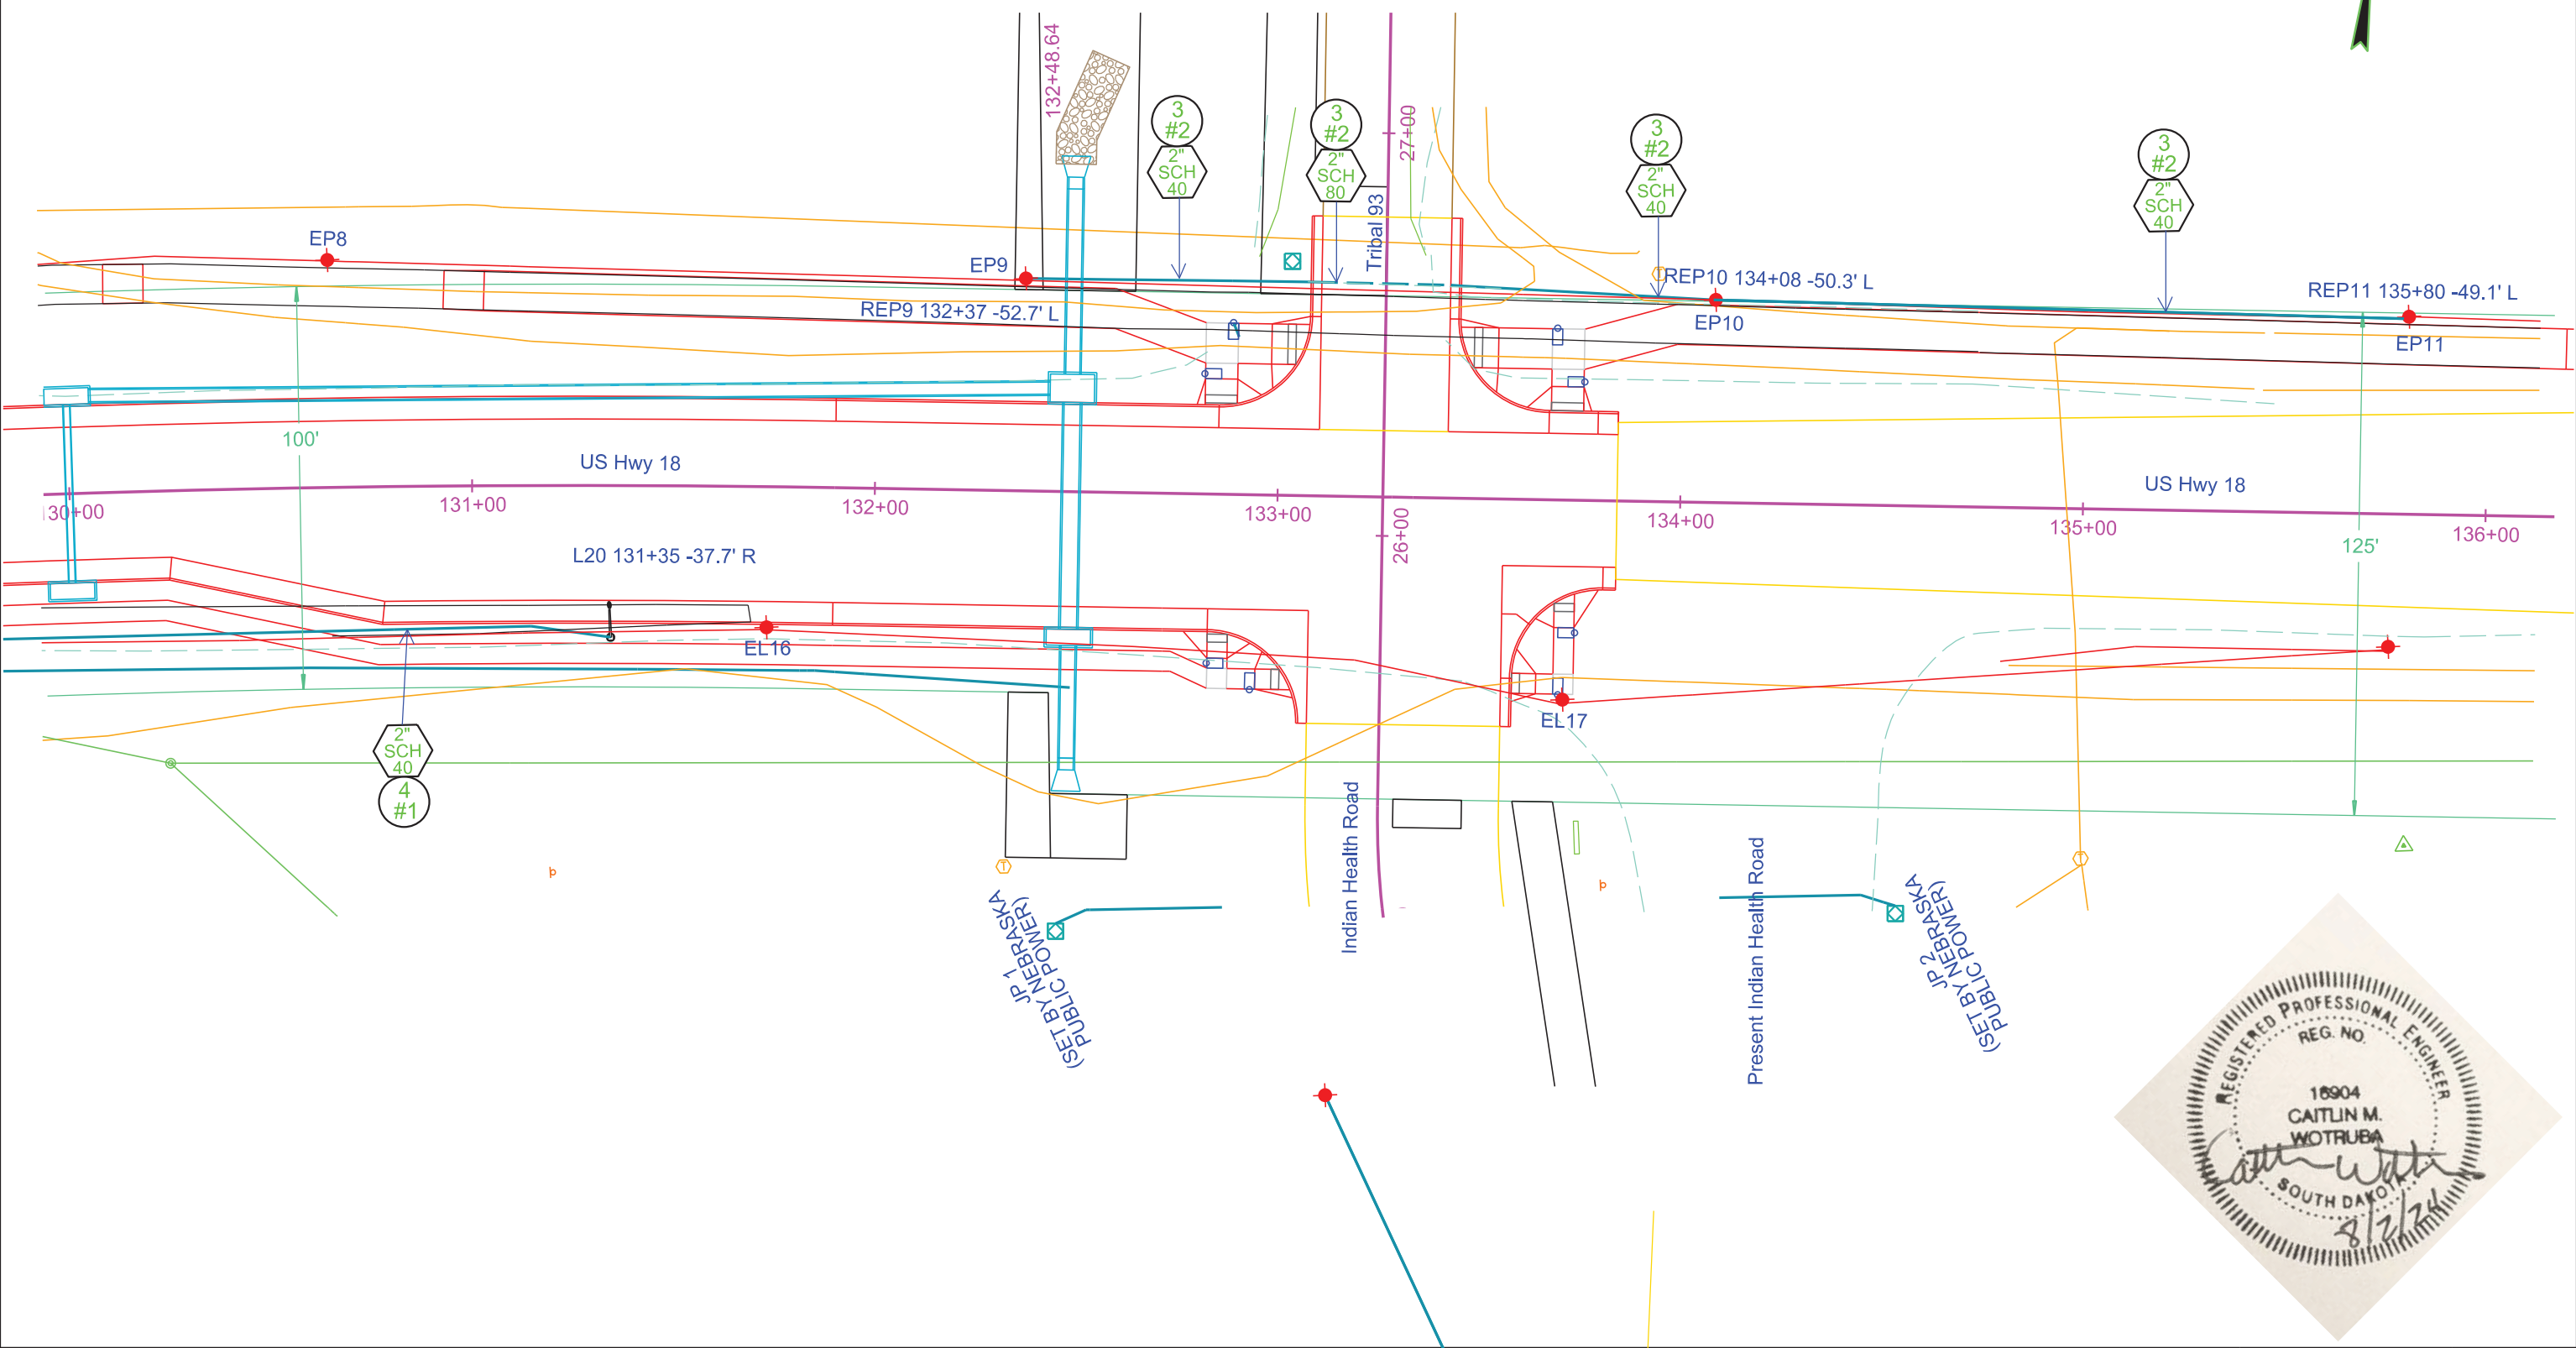 132+48.64
3
#2
2"
SCH
40
3
#2
2"
SCH
80
27+00
Tribal 93
3
#2
2"
SCH
40
3
#2
2"
SCH
40
EP8
EP9
REP9 132+37 -52.7' L
REP10 134+08 -50.3' L
EP10
REP11 135+80 -49.1' L
EP11
100'
US Hwy 18
US Hwy 18
30+00
131+00
132+00
133+00
26+00
134+00
135+00
136+00
125'
L20 131+35 -37.7' R
EL16
EL17
2"
SCH
40
4
#1
Indian Health Road
Present Indian Health Road
JP 1
(SET BY NEBRASKA
PUBLIC POWER)
JP 2
(SET BY NEBRASKA
PUBLIC POWER)
REGISTERED PROFESSIONAL ENGINEER
REG. NO.
16904
CAITLIN M.
WOTRUBA
SOUTH DAKOTA
8/2/24